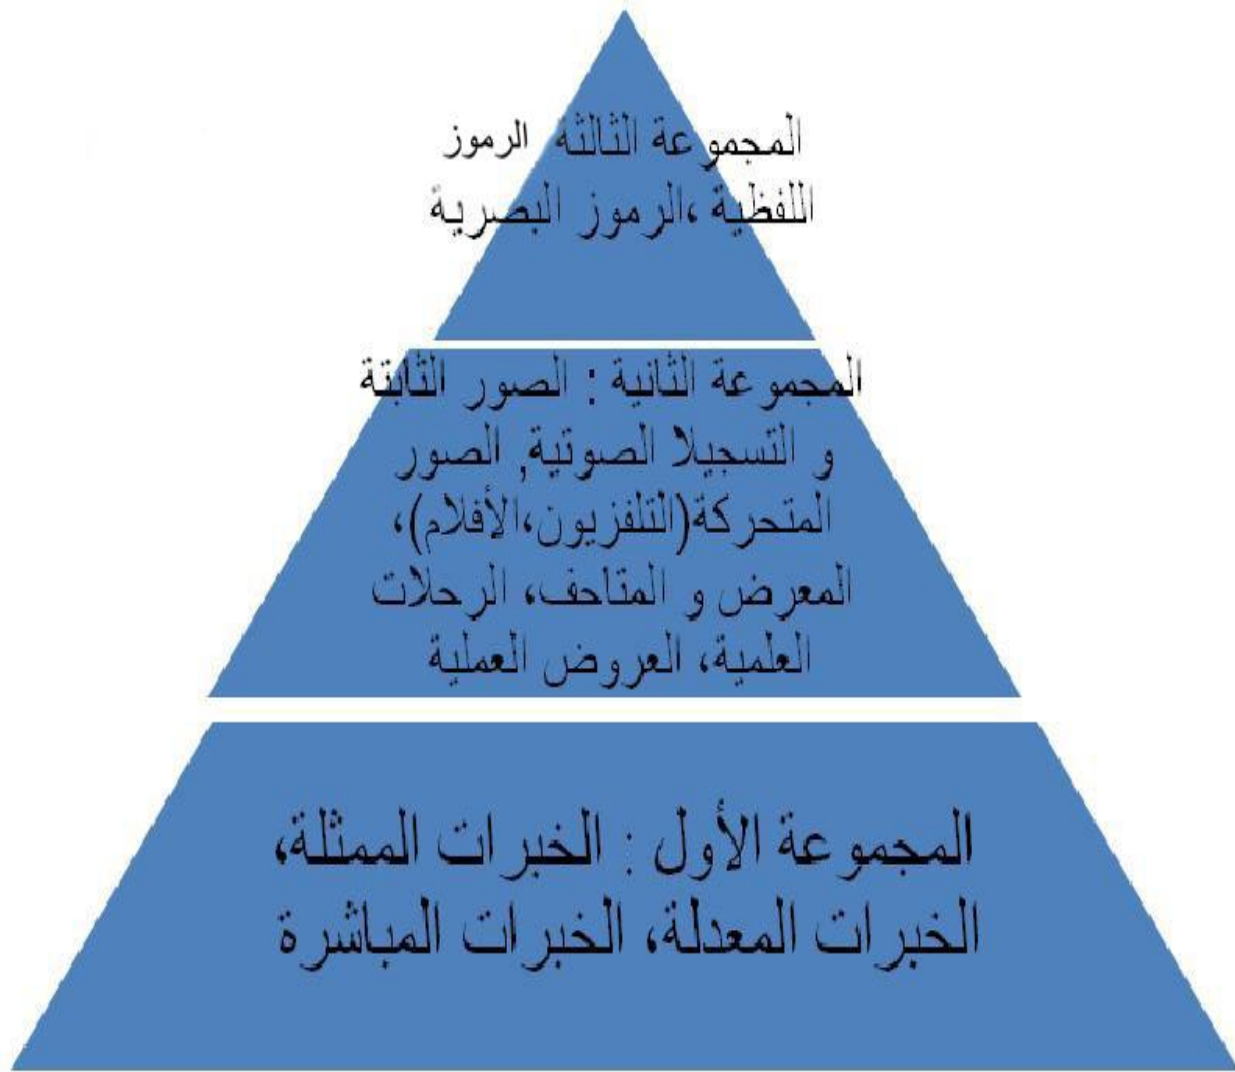 المجموعة الثالثة الرموز
اللفظية ،الرموز البصرية
المجموعة الثانية : الصور الثابتة
و التسجيلا الصوتية, الصور
المتحركة(التلفزيون،الأفلام)،
المعرض و المتاحف، الرحلات
العلمية، العروض العملية
المجموعة الأول : الخبرات الممثلة،
الخبرات المعدلة، الخبرات المباشرة